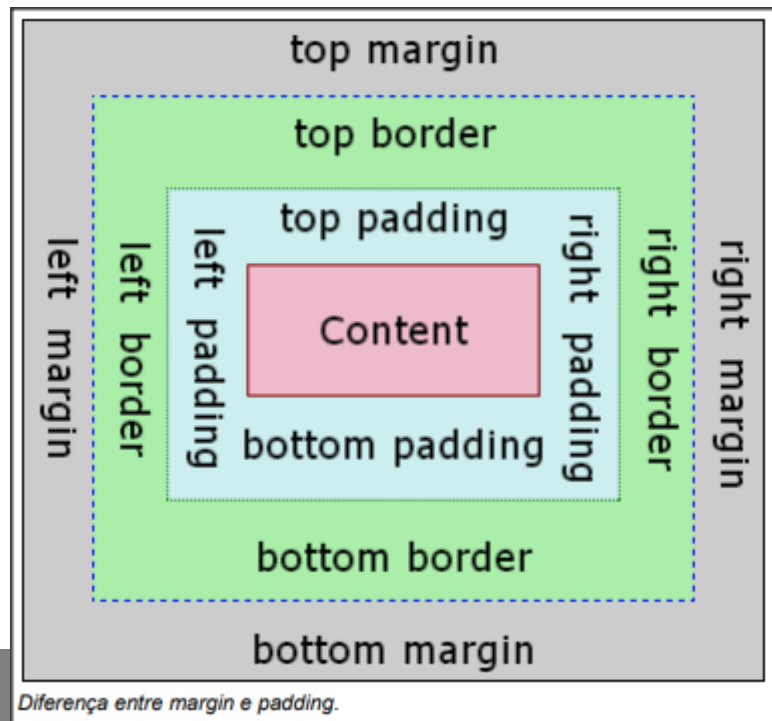 top margin
top border
top padding
left margin
left border
left padding
Content
right padding
right border
right margin
bottom padding
bottom border
bottom margin
Diferença entre margin e padding.